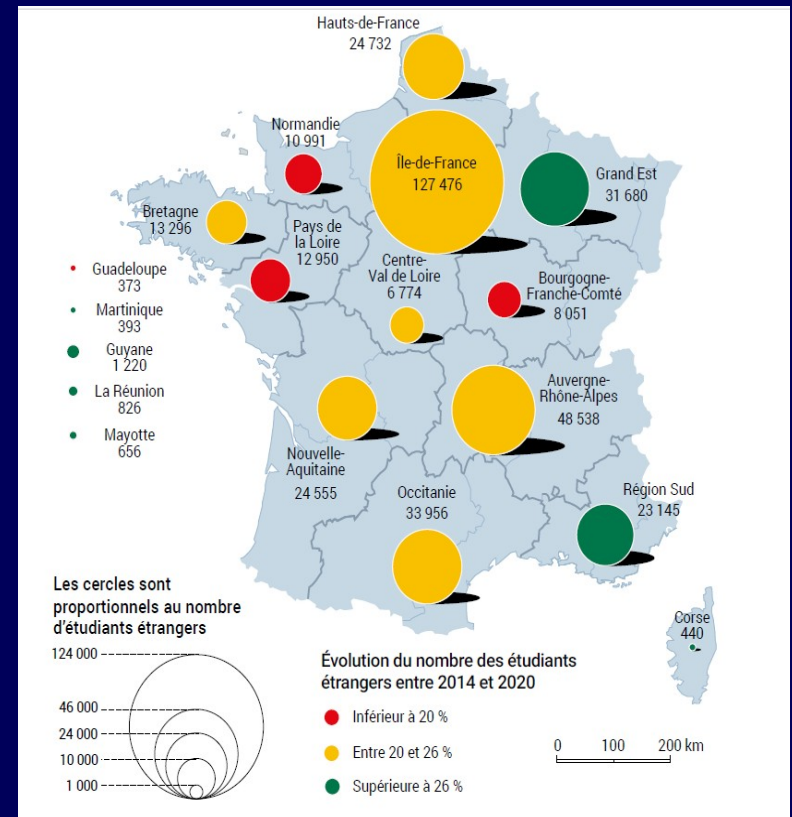 Hauts-de-France
24 732
Normandie
10 991
Île-de-France
127 476
Grand Est
31 680
Bretagne
13 296
Pays de
la Loire
12 950
Centre-
Val de Loire
6 774
Bourgogne-
Franche-Comté
8 051
Guadeloupe
373
Martinique
393
Guyane
1 220
La Réunion
826
Mayotte
656
Auvergne-
Rhône-Alpes
48 538
Nouvelle-
Aquitaine
24 555
Occitanie
33 956
Région Sud
23 145
Corse
440
Les cercles sont
proportionnels au nombre
d'étudiants étrangers
124 000
46 000
24 000
10 000
1 000
Évolution du nombre des étudiants
étrangers entre 2014 et 2020
Inférieur à 20 %
Entre 20 et 26 %
Supérieure à 26 %
0 100 200 km